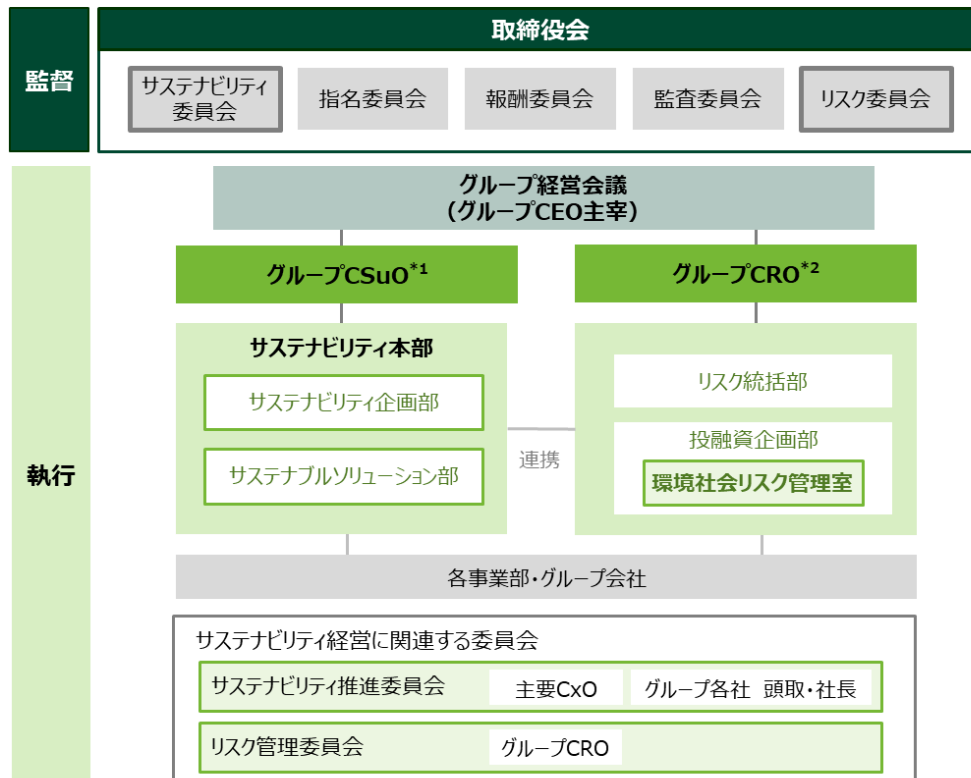 監督
取締役会
サステナビリティ
委員会
指名委員会
報酬委員会
監査委員会
リスク委員会
執行
グループ経営会議
(グループCEO主宰)
グループCSuO*1
グループCRO*2
サステナビリティ本部
サステナビリティ企画部
サステナブルソリューション部
連携
リスク統括部
投融資企画部
環境社会リスク管理室
各事業部・グループ会社
サステナビリティ経営に関連する委員会
サステナビリティ推進委員会
主要CxO
グループ各社 頭取・社長
リスク管理委員会
グループCRO